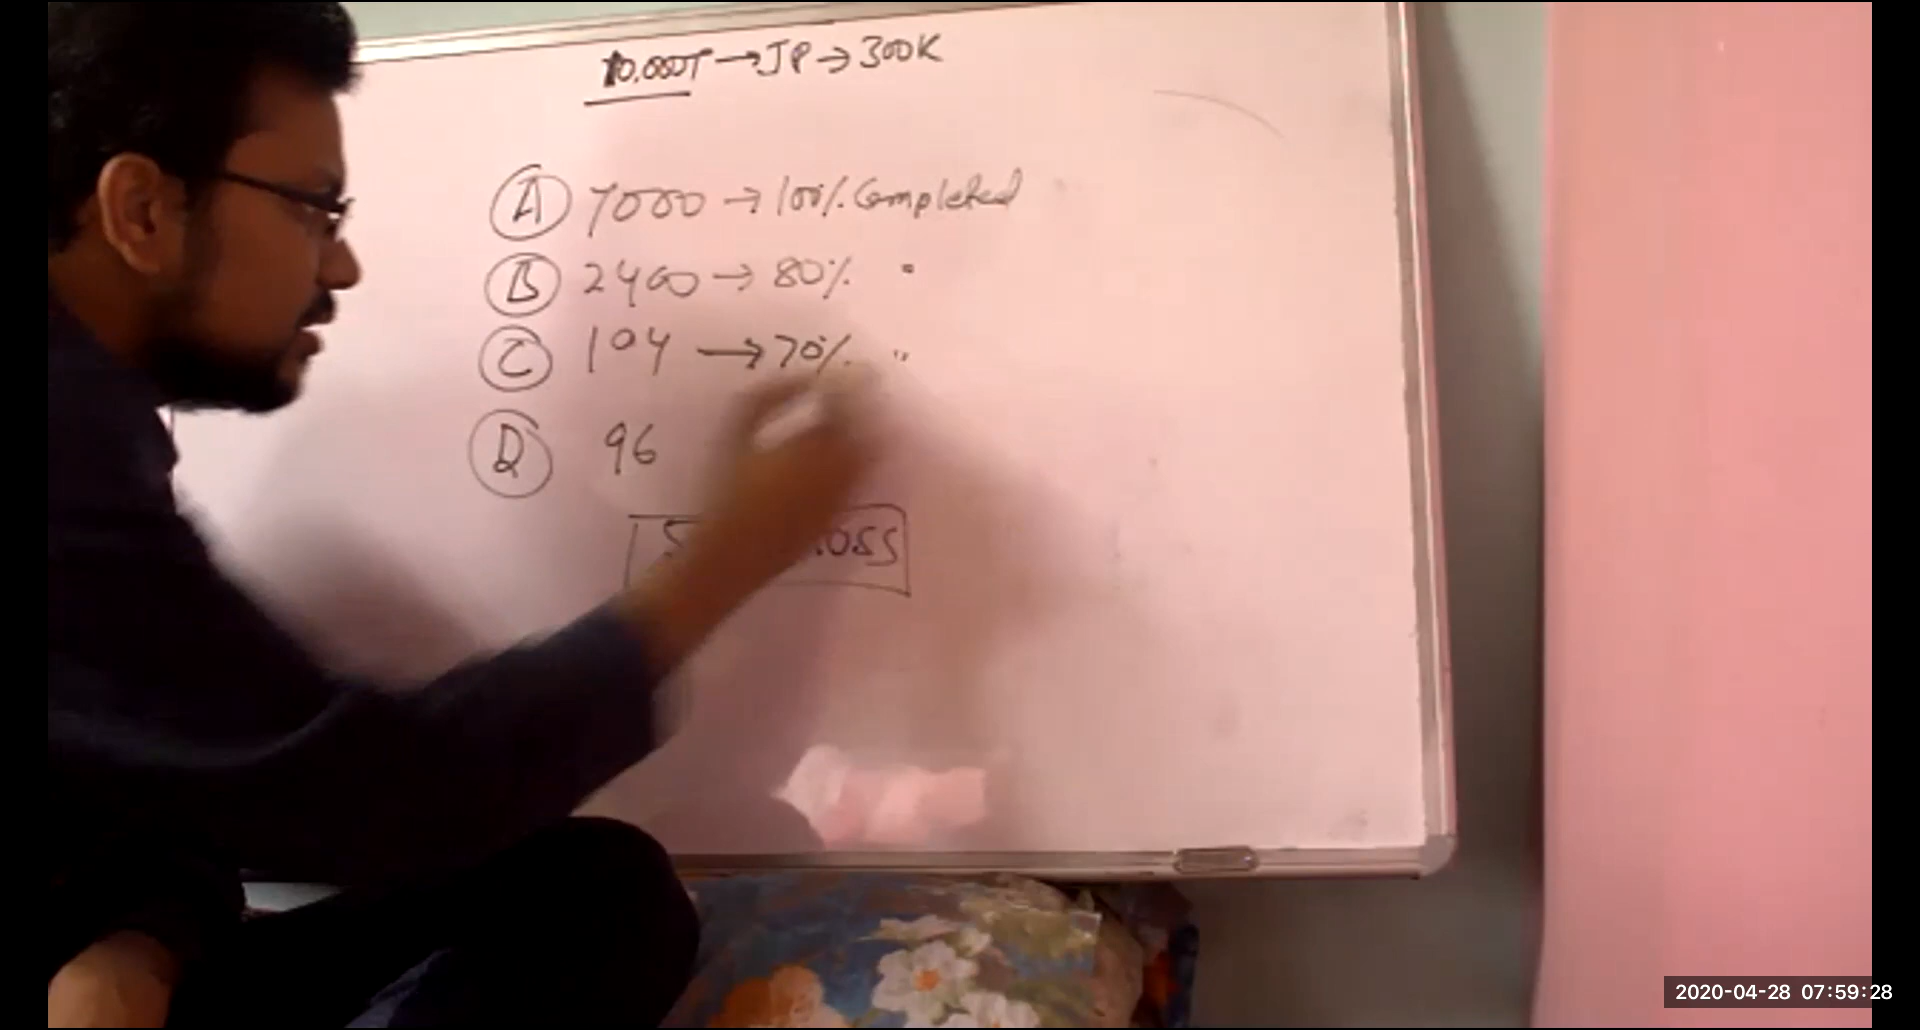 10,000T → JP → 300K
A 7000 → 100% Completed
B 2400 → 80% "
C 104 → 70% "
D 96
2020-04-28 07:59:28